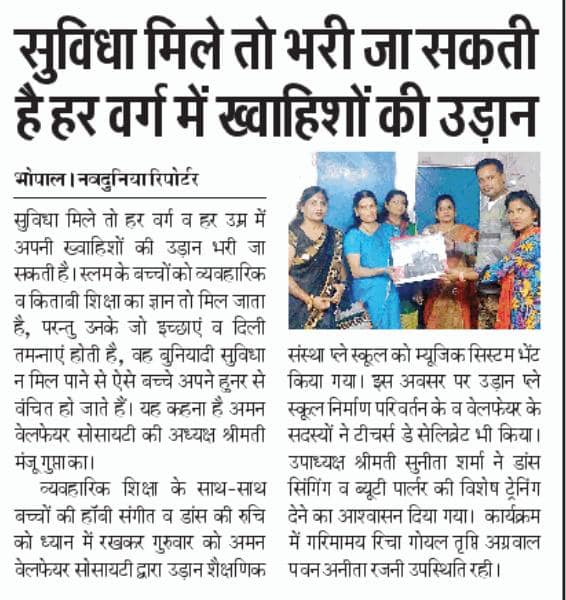 सुविधा मिले तो भरी जा सकती
है हर वर्ग में ख्वाहिशों की उड़ान
भोपाल। नवदुनिया रिपोर्टर
सुविधा मिले तो हर वर्ग व हर उम्र में
अपनी ख्वाहिशों की उड़ान भरी जा
सकती है। स्लम के बच्चों को व्यवहारिक
व किताबी शिक्षा का ज्ञान तो मिल जाता
है, परन्तु उनके जो इच्छाएं व दिली
तमन्नाएं होती है, वह बुनियादी सुविधा
न मिल पाने से ऐसे बच्चे अपने हुनर से
वंचित हो जाते हैं। यह कहना है अमन
वेलफेयर सोसायटी की अध्यक्ष श्रीमती
मंजू गुप्ता का।
व्यवहारिक शिक्षा के साथ-साथ
बच्चों की हॉबी संगीत व डांस की रुचि
को ध्यान में रखकर गुरुवार को अमन
वेलफेयर सोसायटी द्वारा उड़ान शैक्षणिक
संस्था प्ले स्कूल को म्यूजिक सिस्टम भेंट
किया गया। इस अवसर पर उड़ान प्ले
स्कूल निर्माण परिवर्तन के व वेलफेयर के
सदस्यों ने टीचर्स डे सेलिब्रेट भी किया।
उपाध्यक्ष श्रीमती सुनीता शर्मा ने डांस
सिंगिंग व ब्यूटी पार्लर की विशेष ट्रेनिंग
देने का आश्वासन दिया गया। कार्यक्रम
में गरिमामय रिचा गोयल तृप्ति अग्रवाल
पवन अनीता रजनी उपस्थिति रही।